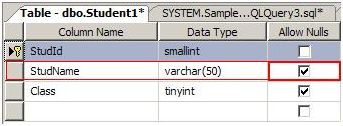 Table - dbo.Student1* SYSTEM.Sample...QLQuery3.sql*
Column Name Data Type Allow Nulls
StudId smallint
StudName varchar(50)
Class tinyint